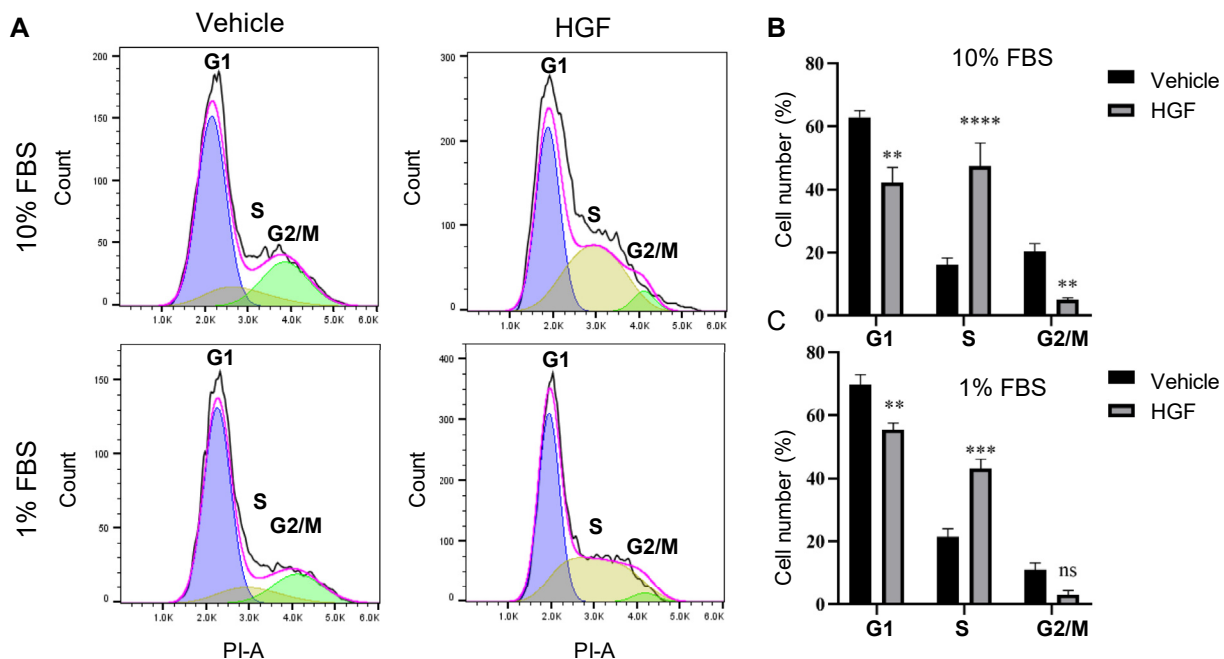 A
Vehicle
HGF
10% FBS
Count
200
150
100
50
0
G1
S
G2/M
1.0K 2.0K 3.0K 4.0K 5.0K 6.0K
Count
300
200
100
0
G1
S
G2/M
1.0K 2.0K 3.0K 4.0K 5.0K 6.0K
1% FBS
Count
150
100
50
0
G1
S
G2/M
1.0K 2.0K 3.0K 4.0K 5.0K 6.0K
PI-A
Count
400
300
200
100
0
G1
S
G2/M
1.0K 2.0K 3.0K 4.0K 5.0K 6.0K
PI-A
B
10% FBS
Vehicle
HGF
Cell number (%)
80
60
40
20
0
**
****
**
G1 S G2/M
C
1% FBS
Vehicle
HGF
Cell number (%)
80
60
40
20
0
**
***
ns
G1 S G2/M